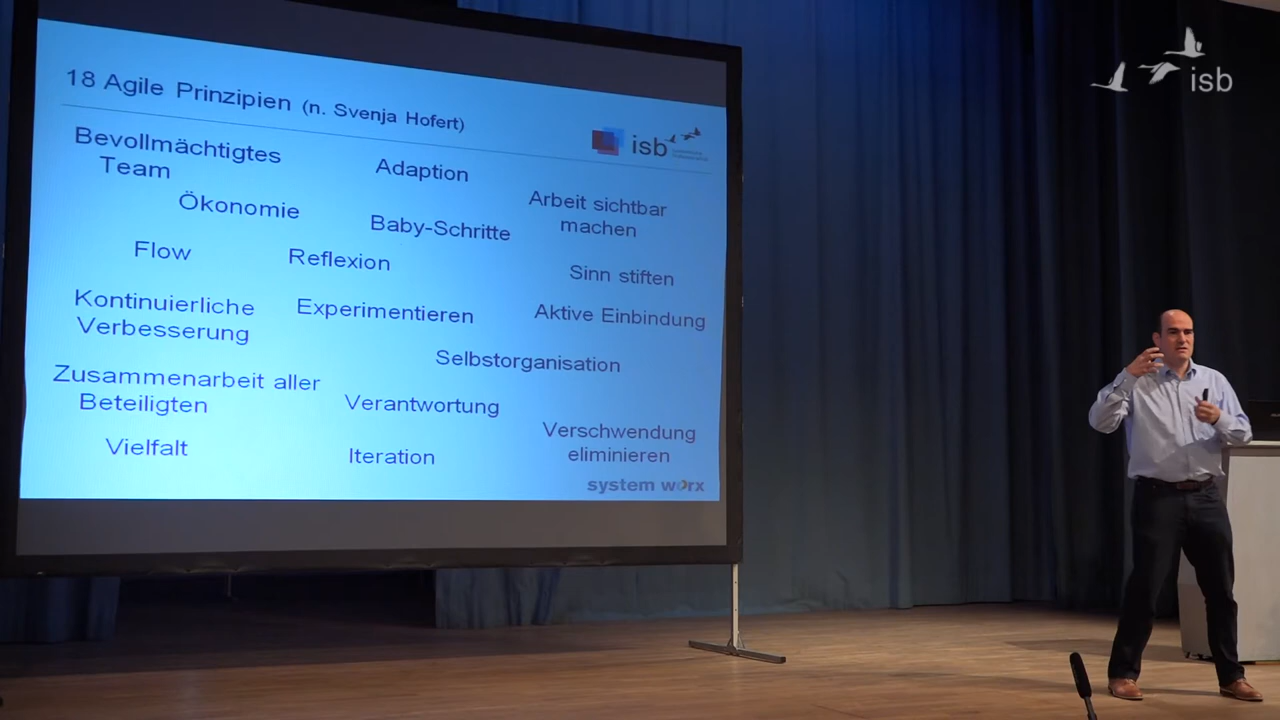 18 Agile Prinzipien (n. Svenja Hofert)
isb
Bevollmächtigtes
Team
Adaption
Arbeit sichtbar
machen
Ökonomie
Baby-Schritte
Flow
Reflexion
Sinn stiften
Kontinuierliche
Verbesserung
Experimentieren
Aktive Einbindung
Selbstorganisation
Zusammenarbeit aller
Beteiligten
Verantwortung
Verschwendung
eliminieren
Vielfalt
Iteration
system worx
isb